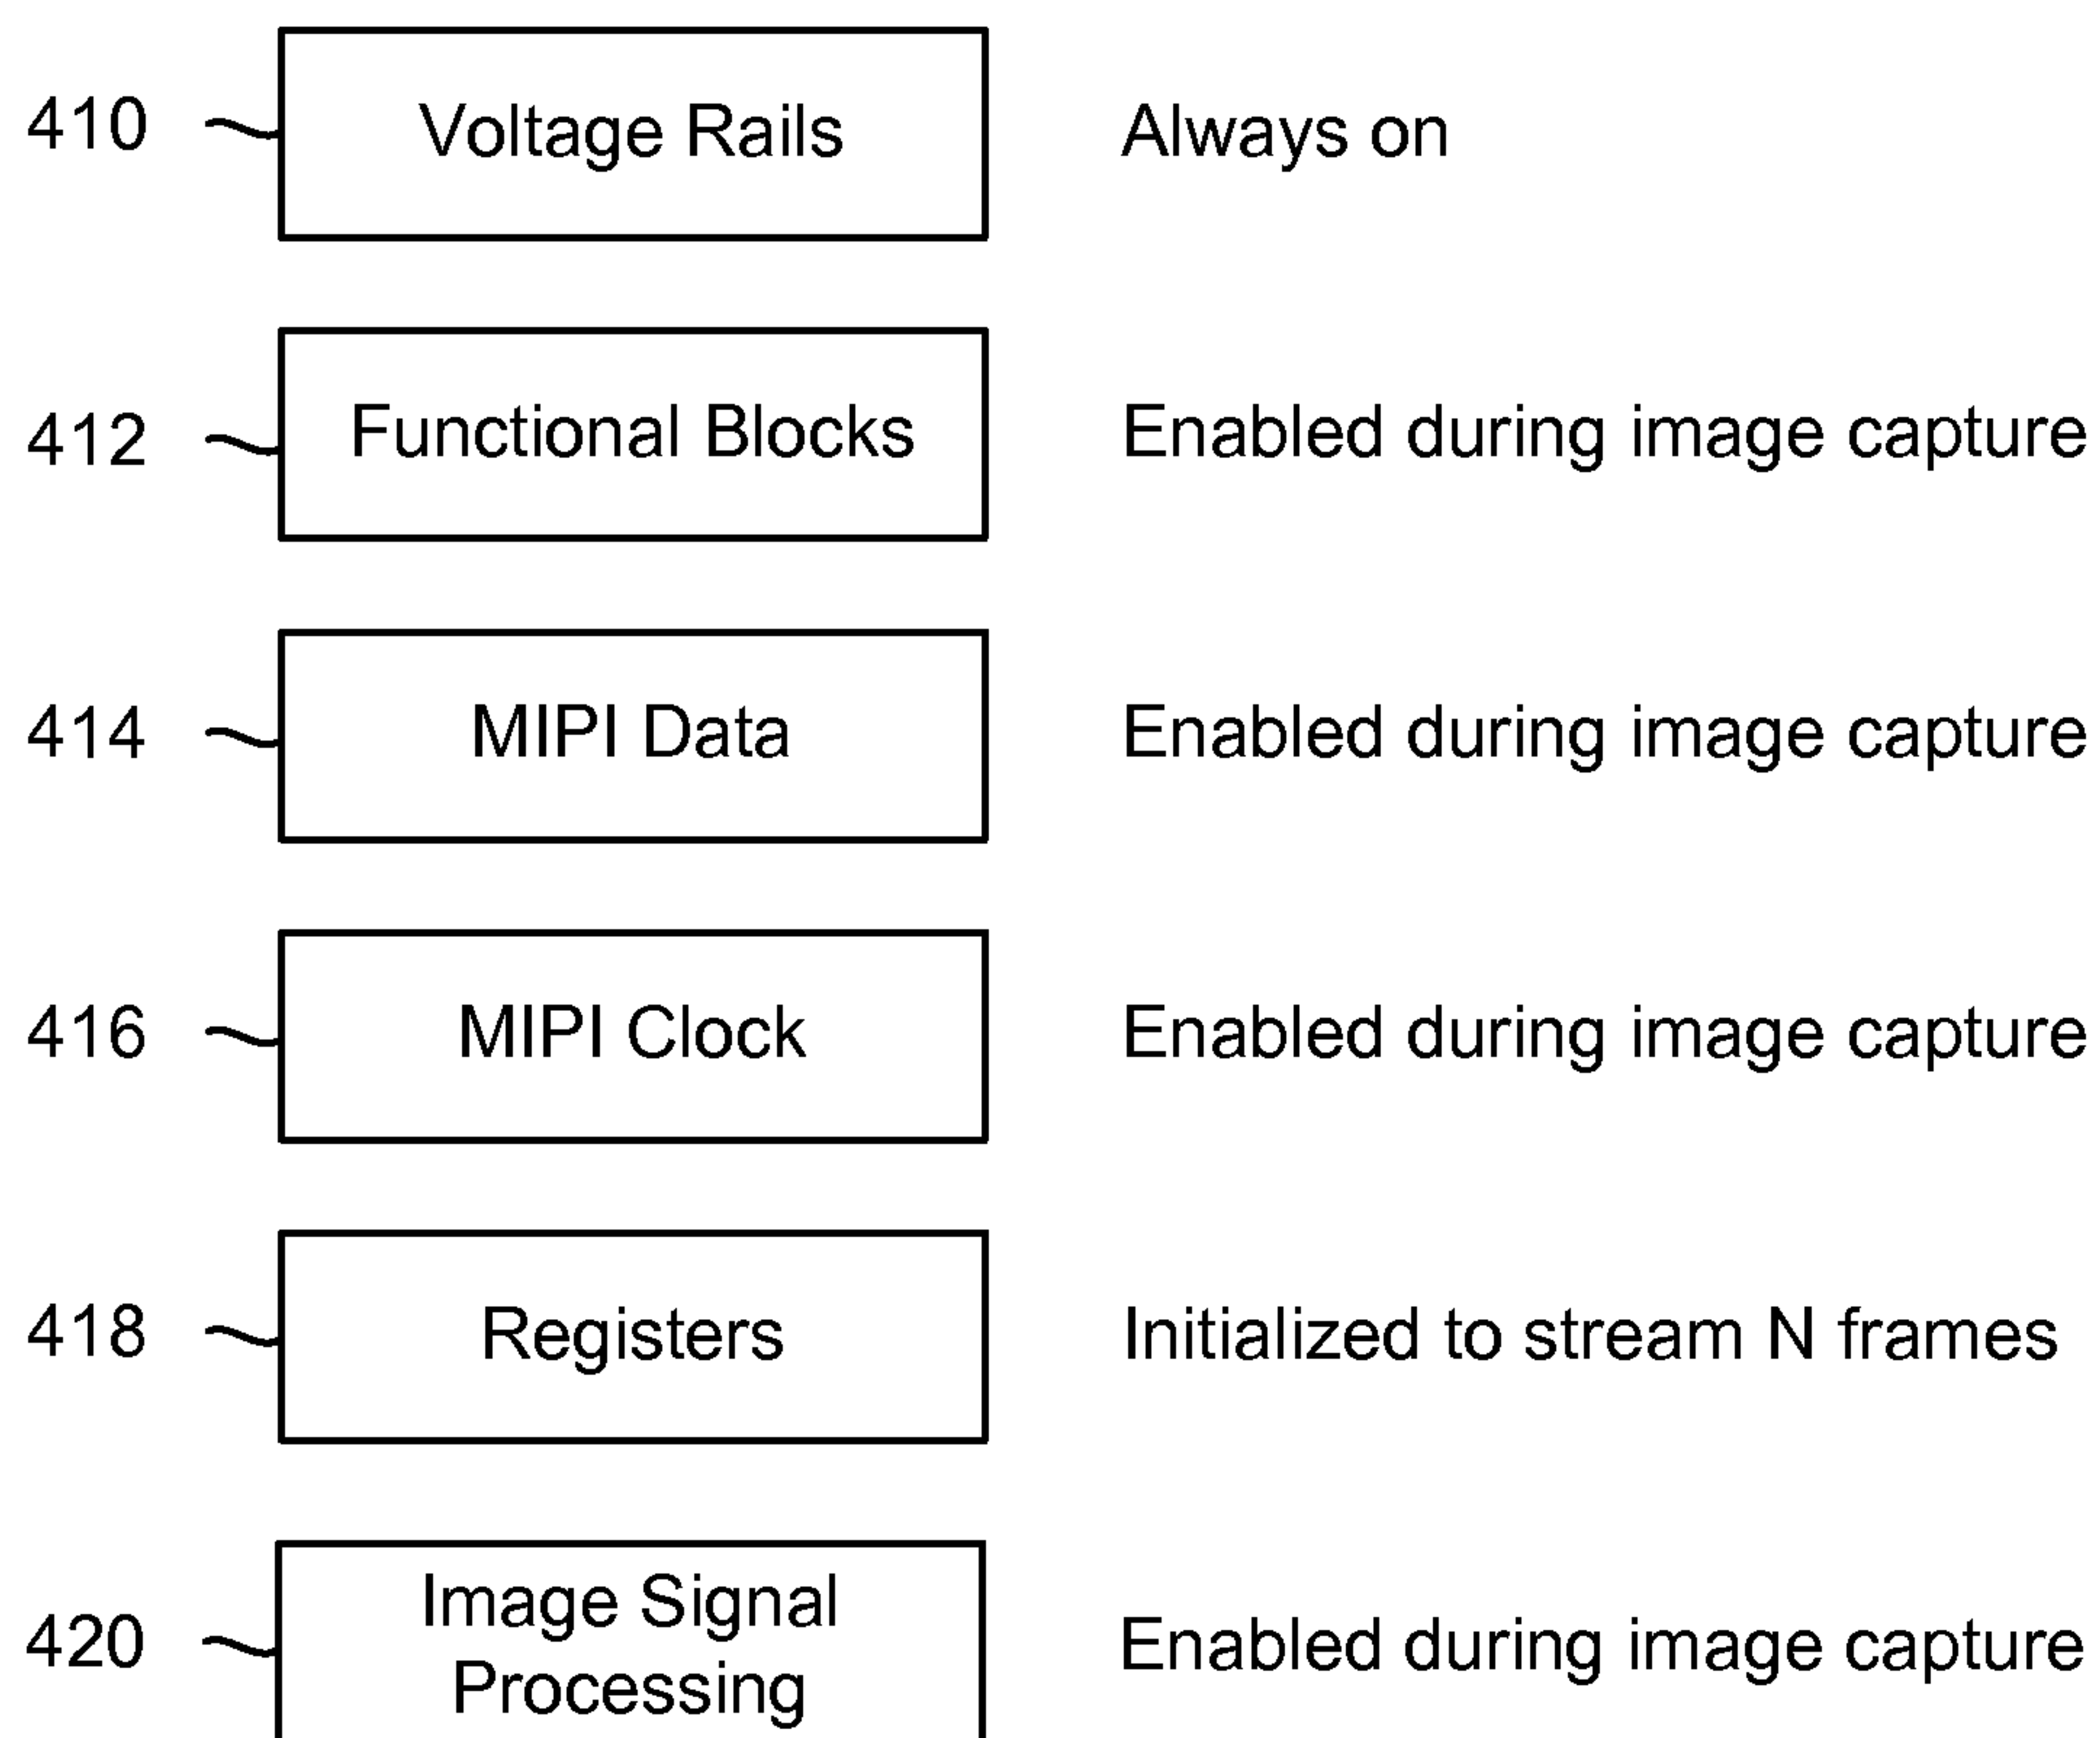 410 Voltage Rails Always on
412 Functional Blocks Enabled during image capture
414 MIPI Data Enabled during image capture
416 MIPI Clock Enabled during image capture
418 Registers Initialized to stream N frames
420 Image Signal Enabled during image capture
Processing